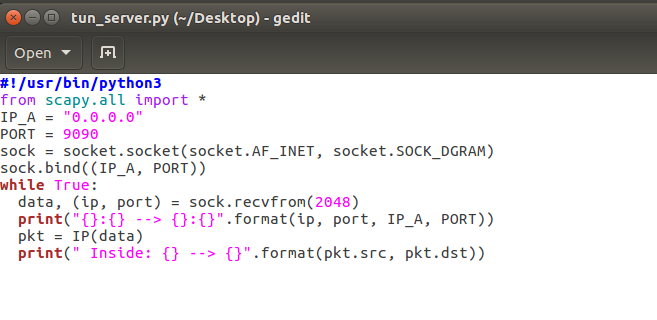 tun_server.py (~/Desktop) - gedit
Open
#!/usr/bin/python3
from scapy.all import *
IP_A = "0.0.0.0"
PORT = 9090
sock = socket.socket(socket.AF_INET, socket.SOCK_DGRAM)
sock.bind((IP_A, PORT))
while True:
  data, (ip, port) = sock.recvfrom(2048)
  print("{}:{} --> {}:{}".format(ip, port, IP_A, PORT))
  pkt = IP(data)
  print(" Inside: {} --> {}".format(pkt.src, pkt.dst))